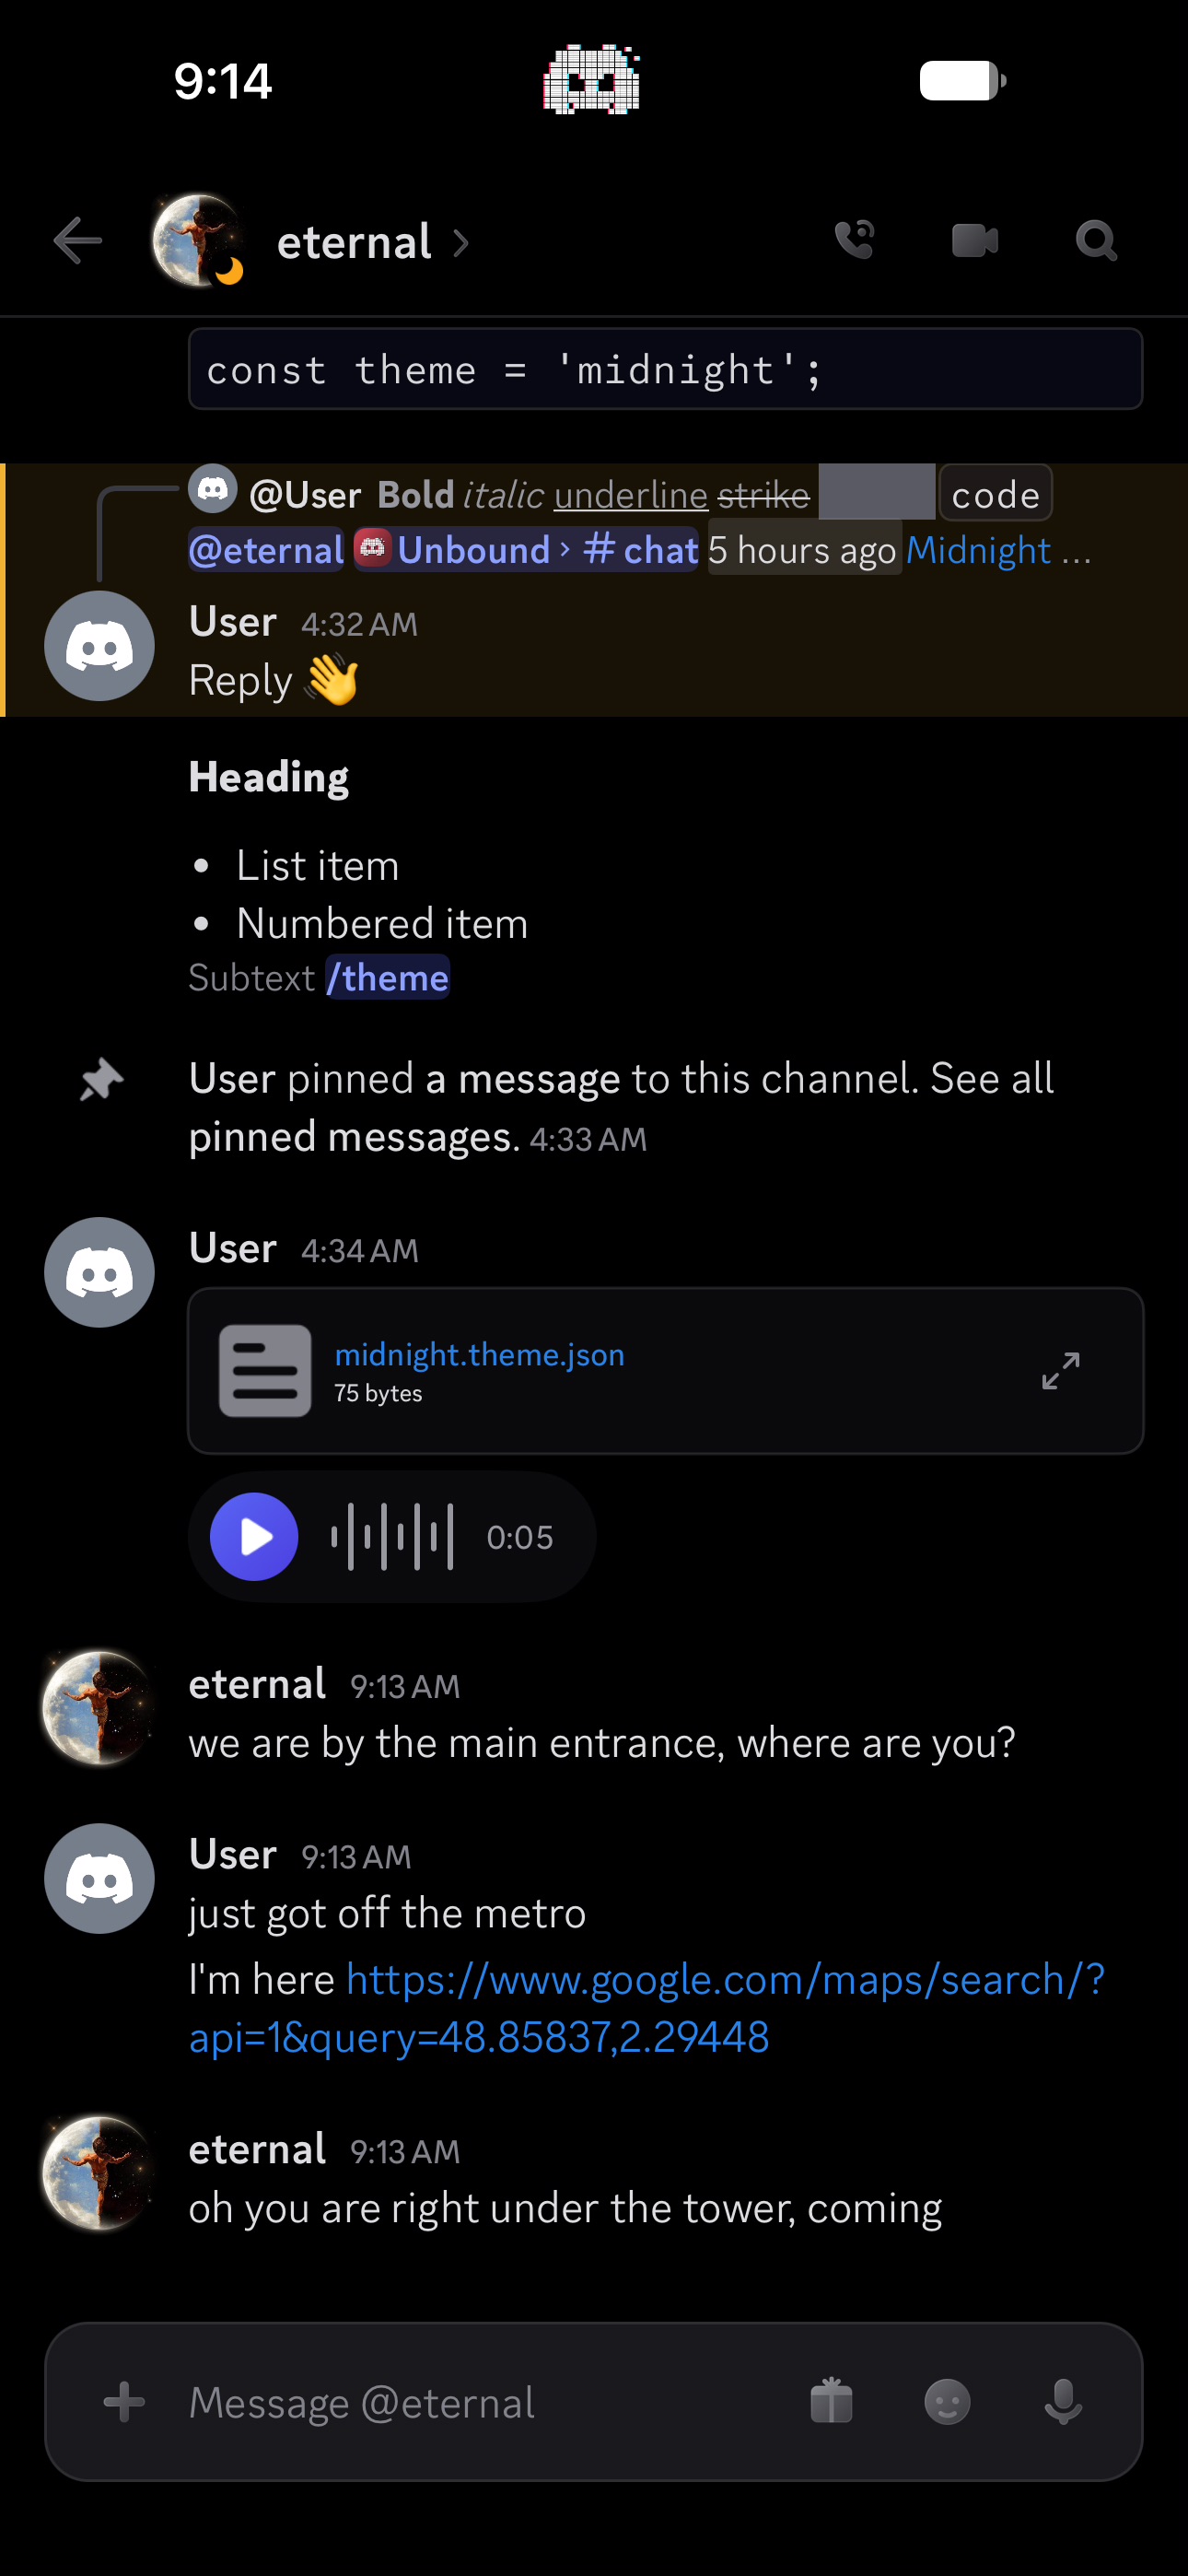 9:14
eternal
const theme = 'midnight';
@User Bold italic underline strike code
@eternal Unbound › # chat 5 hours ago Midnight ...
User 4:32 AM
Reply 👋
Heading
• List item
• Numbered item
Subtext /theme
User pinned a message to this channel. See all
pinned messages. 4:33 AM
User 4:34 AM
midnight.theme.json
75 bytes
0:05
eternal 9:13 AM
we are by the main entrance, where are you?
User 9:13 AM
just got off the metro
I'm here https://www.google.com/maps/search/?
api=1&query=48.85837,2.29448
eternal 9:13 AM
oh you are right under the tower, coming
Message @eternal